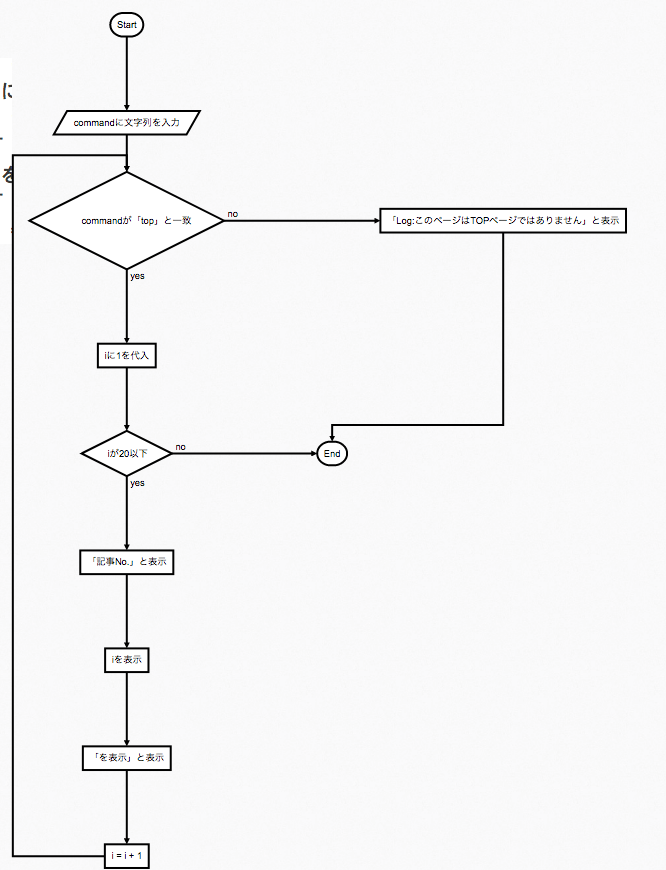 Start
に
commandに文字列を入力
を
commandが「top」と一致
no
「Log:このページはTOPページではありません」と表示
yes
iに1を代入
iが20以下
no
End
yes
「記事No.」と表示
iを表示
「を表示」と表示
i = i + 1